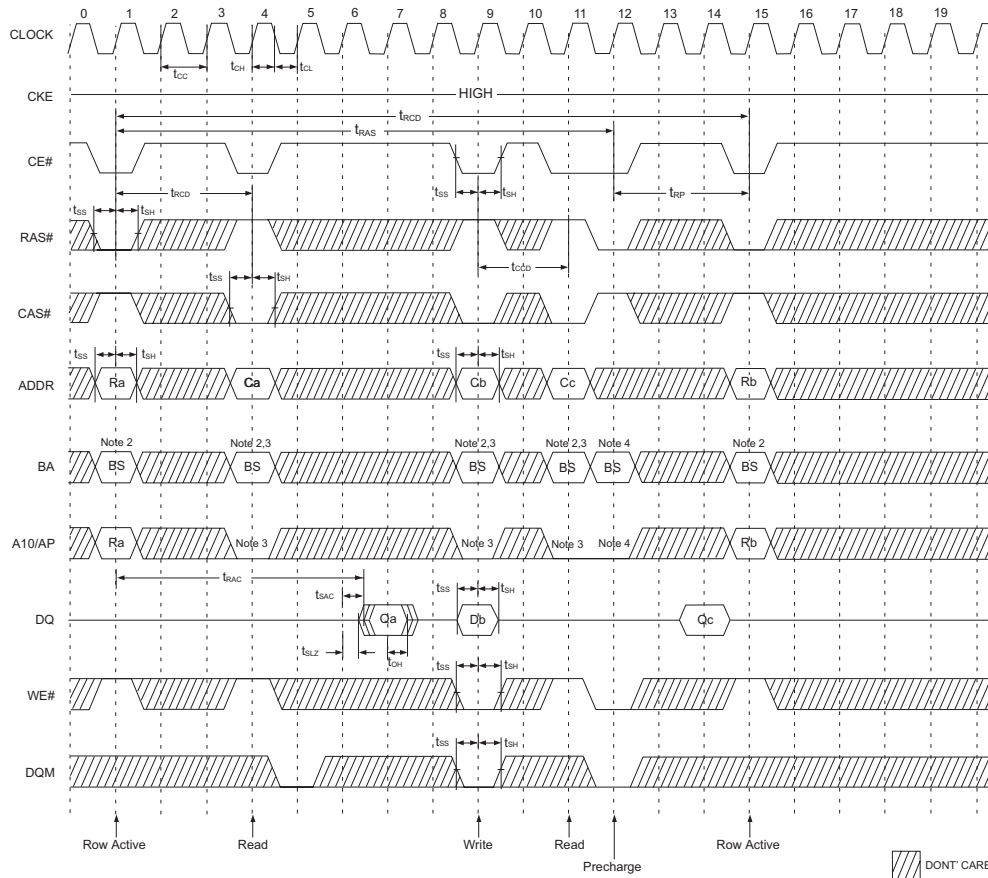 0 1 2 3 4 5 6 7 8 9 10 11 12 13 14 15 16 17 18 19
CLOCK
tCC tCH tCL
CKE HIGH
tRCD
tRAS
CE#
tRCD tSS tSH tRP
tSS tSH
RAS#
tSS tSH tCCD
CAS#
tSS tSH tSS tSH
ADDR Ra Ca Cb Cc Rb
Note 2 Note 2,3 Note 2,3 Note 2,3 Note 4 Note 2
BA BS BS BS BS BS BS
A10/AP Ra Note 3 Note 3 Note 3 Note 4 Rb
tRAC
tSAC tSS tSH
DQ Qa Db Qc
tSLZ tOH tSS tSH
WE#
tSS tSH
DQM
Row Active Read Write Read Row Active
Precharge
DONT' CARE